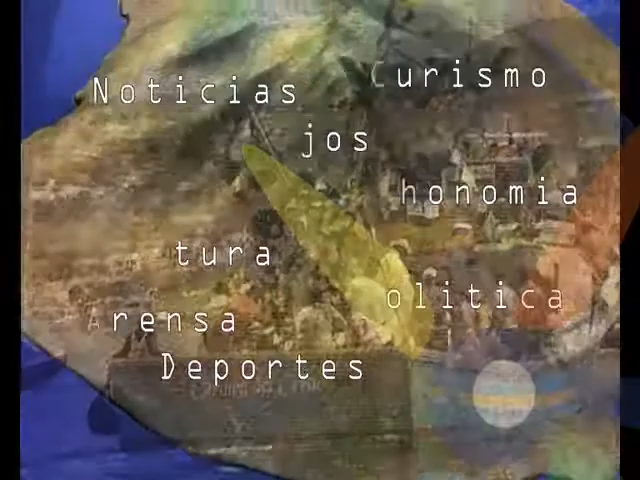 Noticias
Curismo
jos
honomia
tura
olitica
Arensa
Deportes